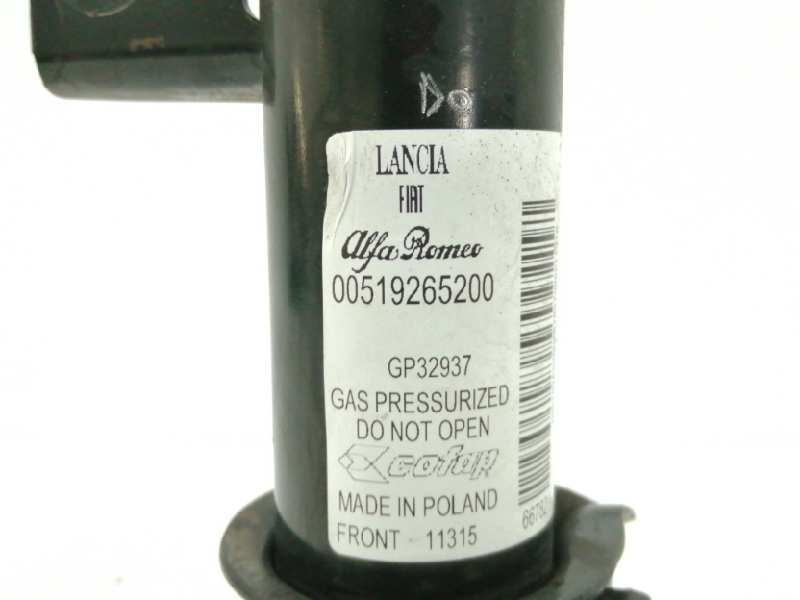 Do
LANCIA
FIAT
Alfa Romeo
00519265200
GP32937
GAS PRESSURIZED
DO NOT OPEN
cofap
MADE IN POLAND
FRONT - 11315